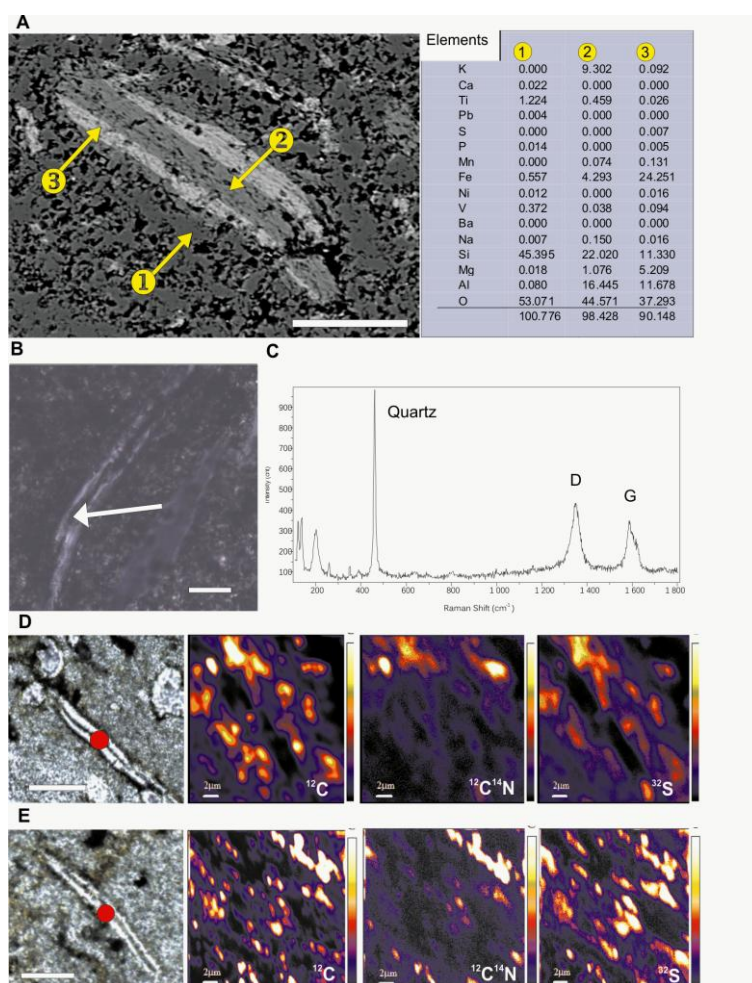 A
Elements 1 2 3
K 0.000 9.302 0.092
Ca 0.022 0.000 0.000
Ti 1.224 0.459 0.026
Pb 0.004 0.000 0.000
S 0.000 0.000 0.007
P 0.014 0.000 0.005
Mn 0.000 0.074 0.131
Fe 0.557 4.293 24.251
Ni 0.012 0.000 0.016
V 0.372 0.038 0.094
Ba 0.000 0.000 0.000
Na 0.007 0.150 0.016
Si 45.395 22.020 11.330
Mg 0.018 1.076 5.209
Al 0.080 16.445 11.678
O 53.071 44.571 37.293
100.776 98.428 90.148
3
2
1
B
C
Quartz
D
G
900
800
700
600
500
400
300
200
100
Intensity (cnt)
200 400 600 800 1 000 1 200 1 400 1 600 1 800
Raman Shift (cm⁻¹)
D
2µm ¹²C
2µm ¹²C¹⁴N
2µm ³²S
E
2µm ¹²C
2µm ¹²C¹⁴N
2µm ³²S